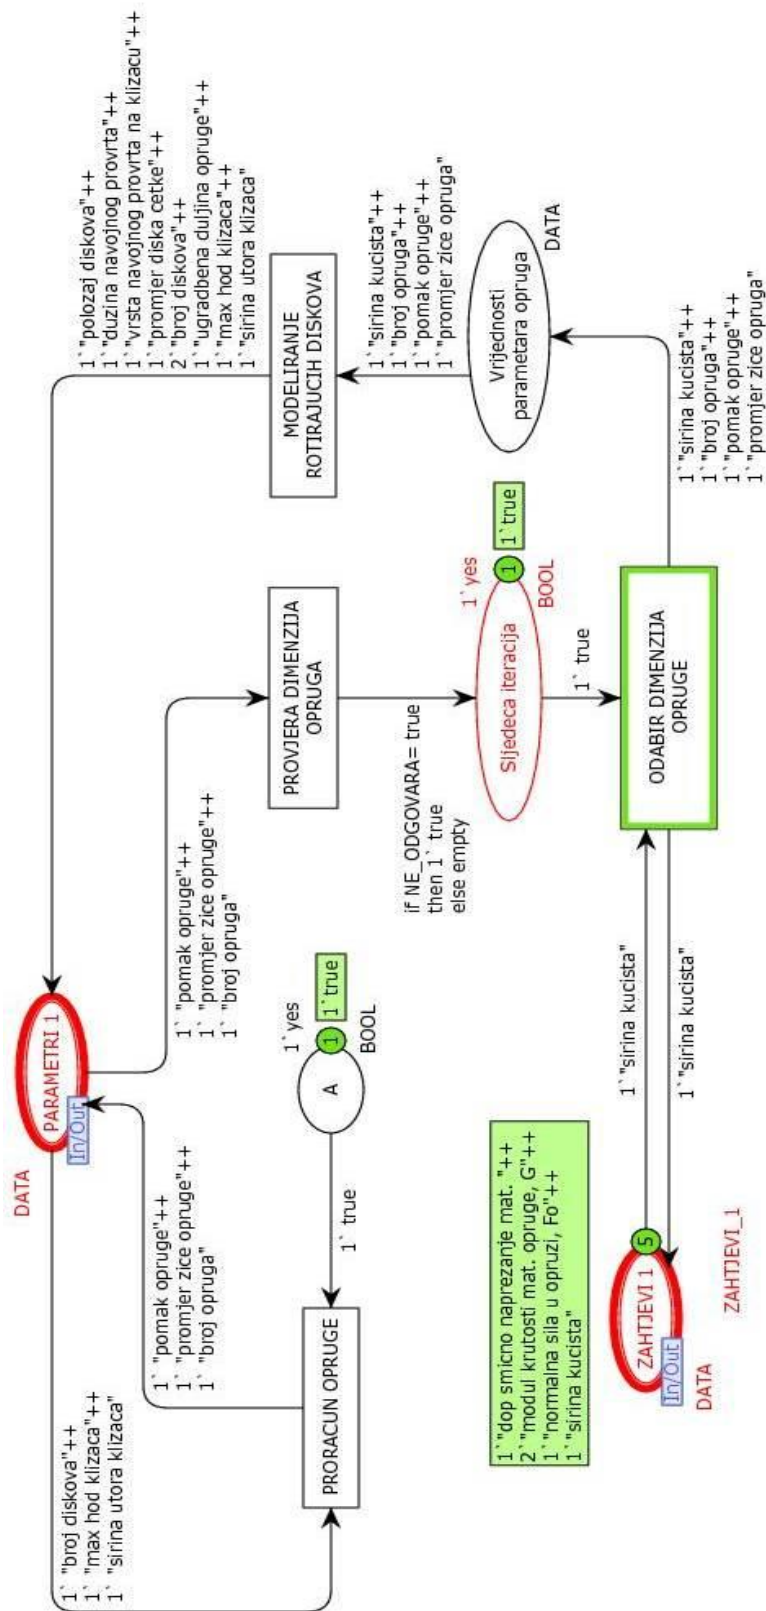 DATA
PARAMETRI 1
In/Out
1`"polozaj diskova"++
1`"duzina navojnog provrta"++
1`"vrsta navojnog provrta na klizacu"++
1`"promjer diska cetke"++
2`"broj diskova"++
1`"ugradbena duljina opruge"++
1`"max hod klizaca"++
1`"sirina utora klizaca"
1` "broj diskova"++
1` "max hod klizaca"++
1` "sirina utora klizaca"
1` "pomak opruge"++
1` "promjer zice opruge"++
1` "broj opruga"
1` "pomak opruge"++
1` "promjer zice opruge"++
1` "broj opruga"
PRORACUN OPRUGE
1` true
A
1`yes
1
1`true
BOOL
PROVJERA DIMENZIJA
OPRUGA
MODELIRANJE
ROTIRAJUCIH DISKOVA
if NE_ODGOVARA= true
then 1` true
else empty
Sljedeca iteracija
1` yes
1
1`true
BOOL
1`"sirina kucista"++
1`"broj opruga"++
1`"pomak opruge"++
1`"promjer zice opruga"
Vrijednosti
parametara opruga
DATA
1`"dop smicno naprezanje mat. "++
2`"modul krutosti mat. opruge, G"++
1`"normalna sila u opruzi, Fo"++
1`"sirina kucista"
ZAHTJEVI 1
5
In/Out
DATA
ZAHTJEVI_1
1`"sirina kucista"
1`"sirina kucista"
1` true
ODABIR DIMENZIJA
OPRUGE
1`"sirina kucista"++
1`"broj opruga"++
1`"pomak opruge"++
1`"promjer zice opruga"